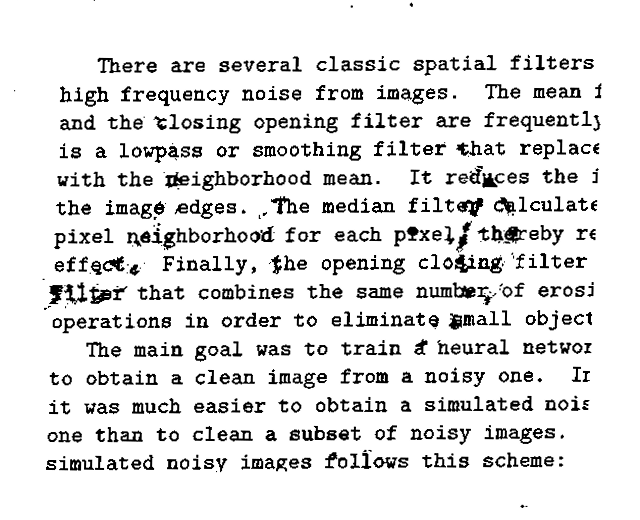 There are several classic spatial filters
high frequency noise from images. The mean f
and the closing opening filter are frequently
is a lowpass or smoothing filter that replace
with the neighborhood mean. It reduces the i
the image edges. The median filter calculate
pixel neighborhood for each pixel, thereby re
effect. Finally, the opening closing filter
filter that combines the same number of erosi
operations in order to eliminate small object
The main goal was to train a neural networ
to obtain a clean image from a noisy one. In
it was much easier to obtain a simulated nois
one than to clean a subset of noisy images.
simulated noisy images follows this scheme: